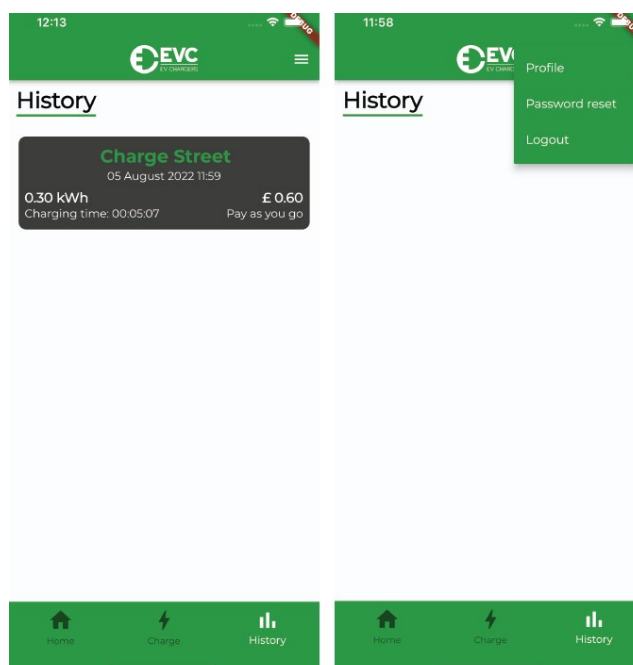 12:13
DEBUG
EVC
EV CHARGERS
History
Charge Street
05 August 2022 11:59
0.30 kWh
£ 0.60
Charging time: 00:05:07
Pay as you go
Home
Charge
History
11:58
Profile
Password reset
Logout
History
Home
Charge
History